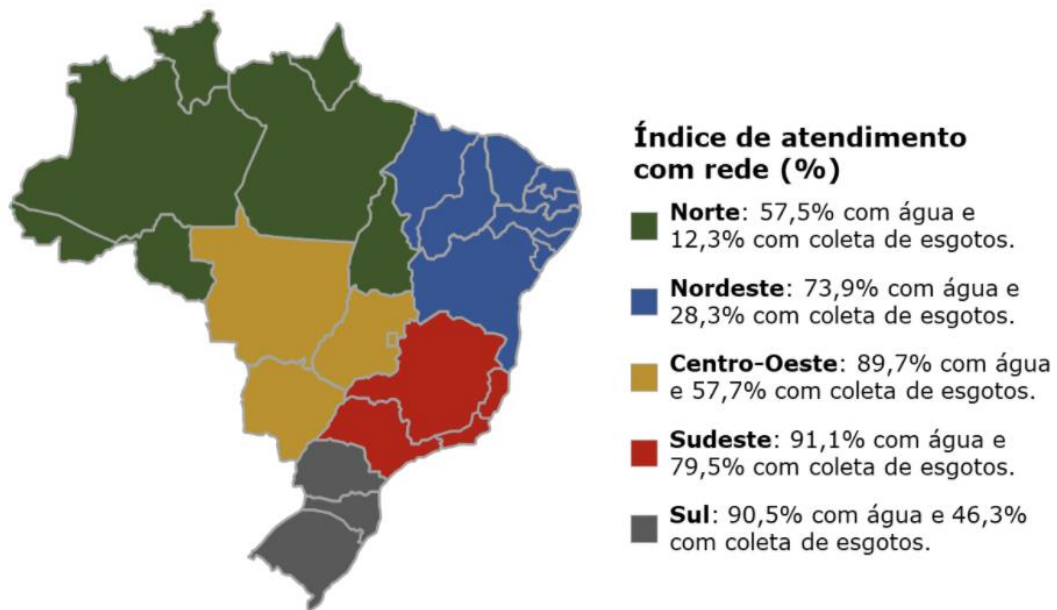 Índice de atendimento
com rede (%)
Norte: 57,5% com água e
12,3% com coleta de esgotos.
Nordeste: 73,9% com água e
28,3% com coleta de esgotos.
Centro-Oeste: 89,7% com água
e 57,7% com coleta de esgotos.
Sudeste: 91,1% com água e
79,5% com coleta de esgotos.
Sul: 90,5% com água e 46,3%
com coleta de esgotos.